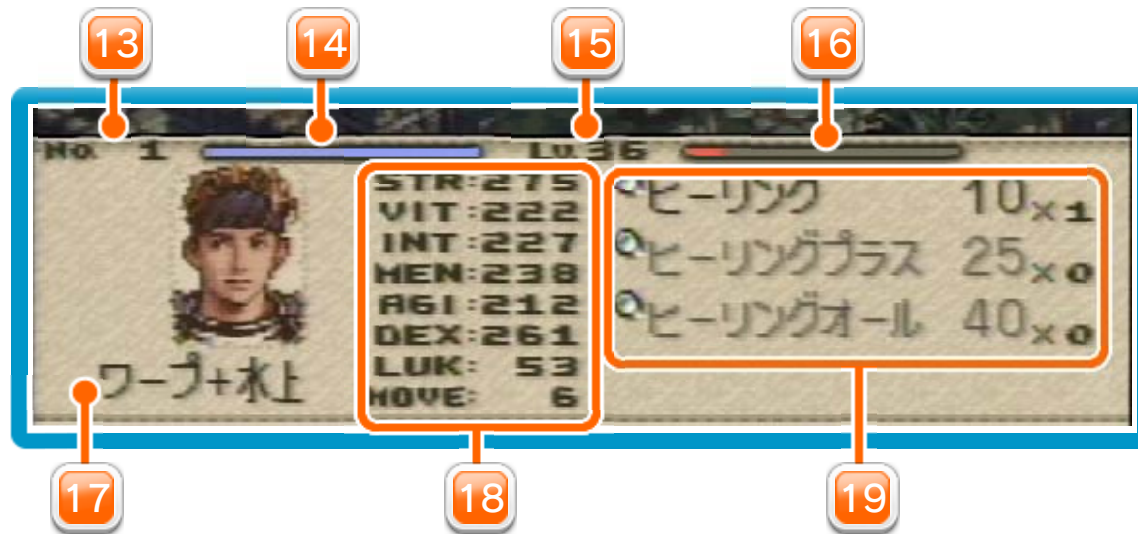 13 14 15 16
No. 1 Lv.36
STR:275
VIT:222
INT:227
MEN:238
AGI:212
DEX:261
LUK: 53
MOVE: 6
ワープ+水上
ヒーリング 10×1
ヒーリングプラス 25×0
ヒーリングオール 40×0
17 18 19